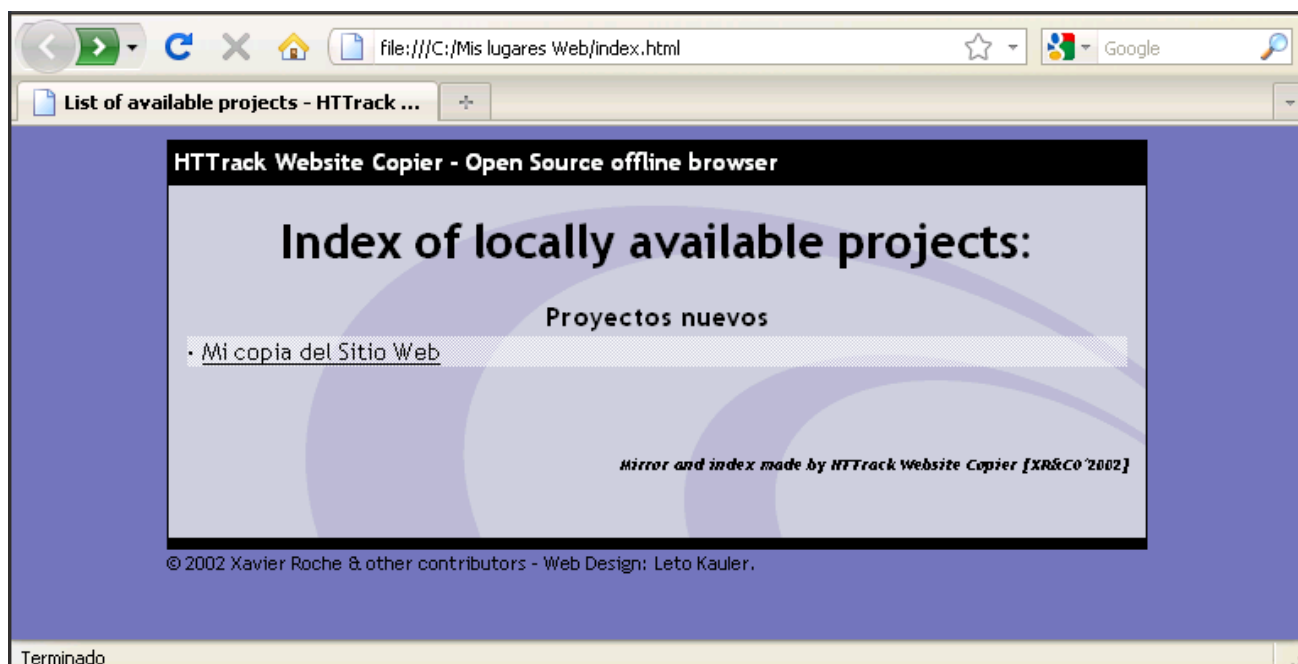 file:///C:/Mis lugares Web/index.html
Google
List of available projects - HTTrack ...
HTTrack Website Copier - Open Source offline browser
Index of locally available projects:
Proyectos nuevos
· Mi copia del Sitio Web
Mirror and index made by HTTrack Website Copier [XR&CO'2002]
© 2002 Xavier Roche & other contributors - Web Design: Leto Kauler.
Terminado